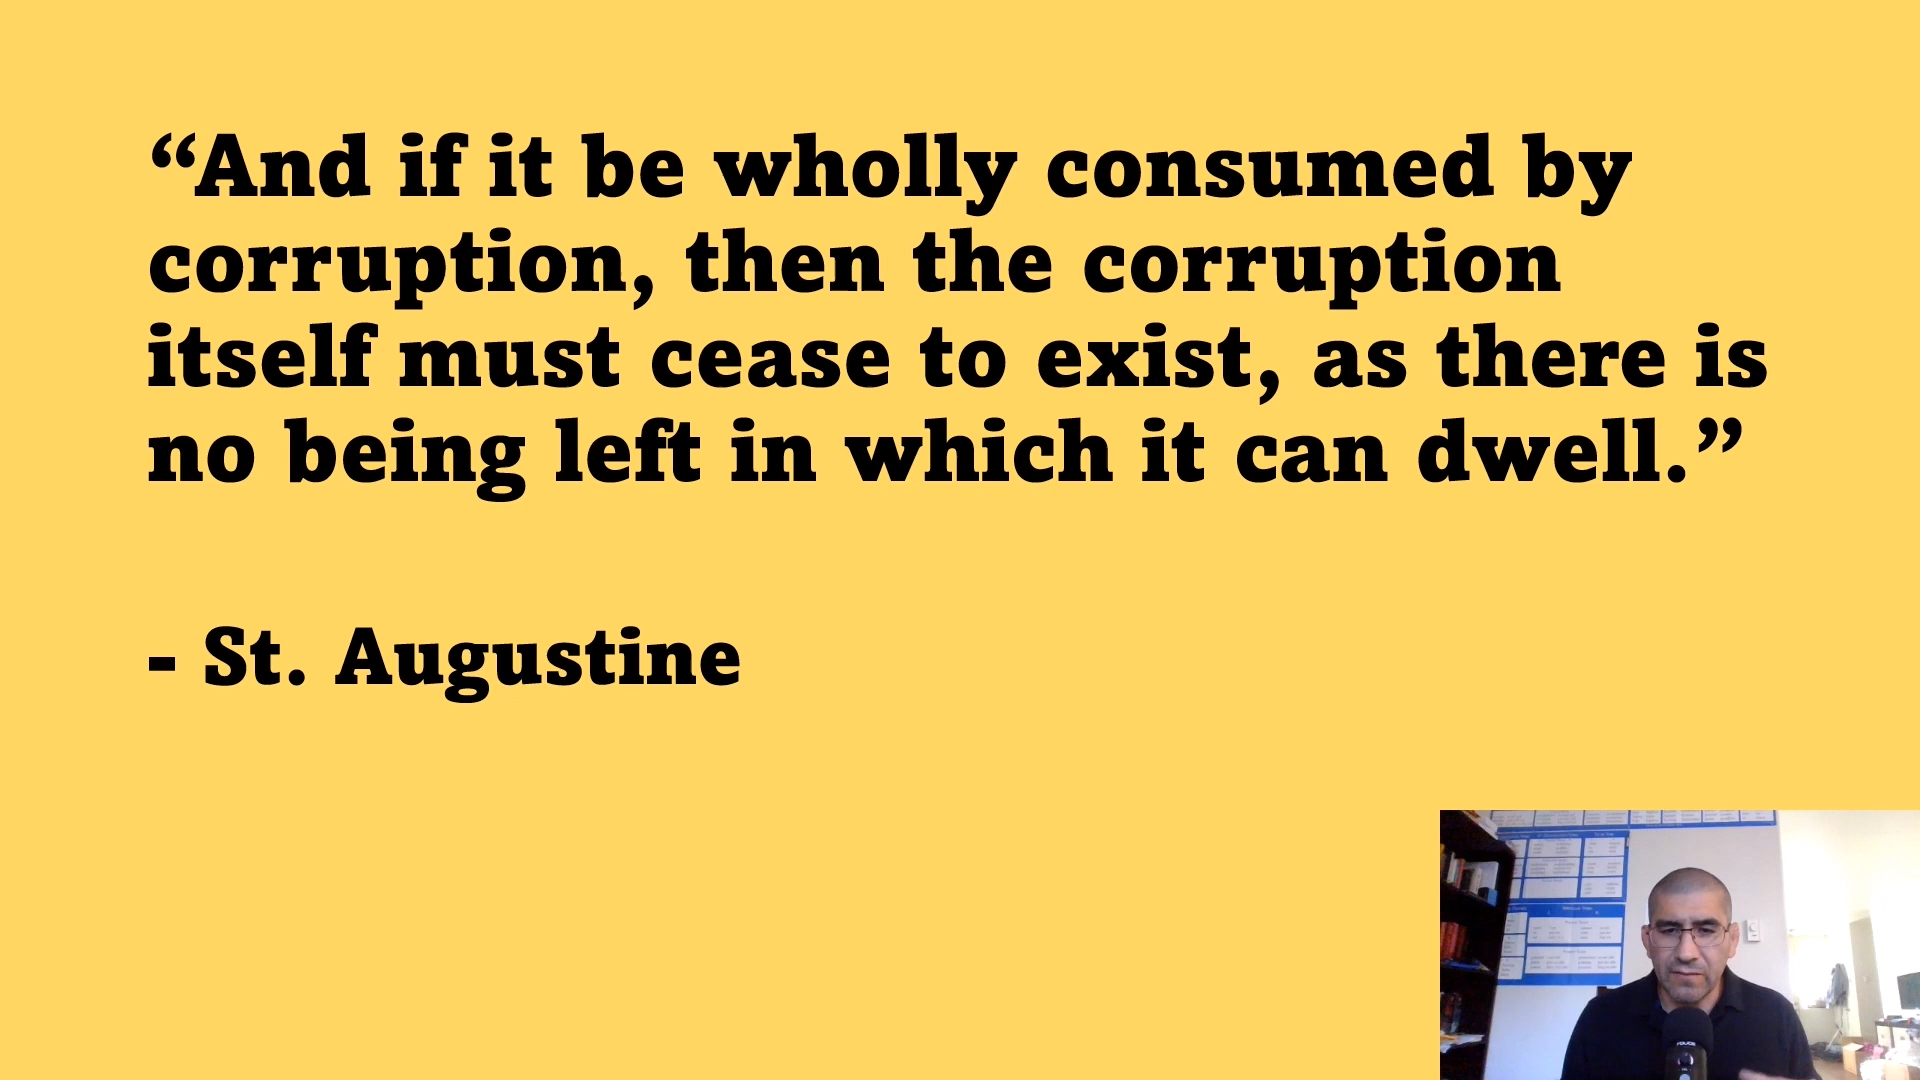 “And if it be wholly consumed by
corruption, then the corruption
itself must cease to exist, as there is
no being left in which it can dwell.”
- St. Augustine